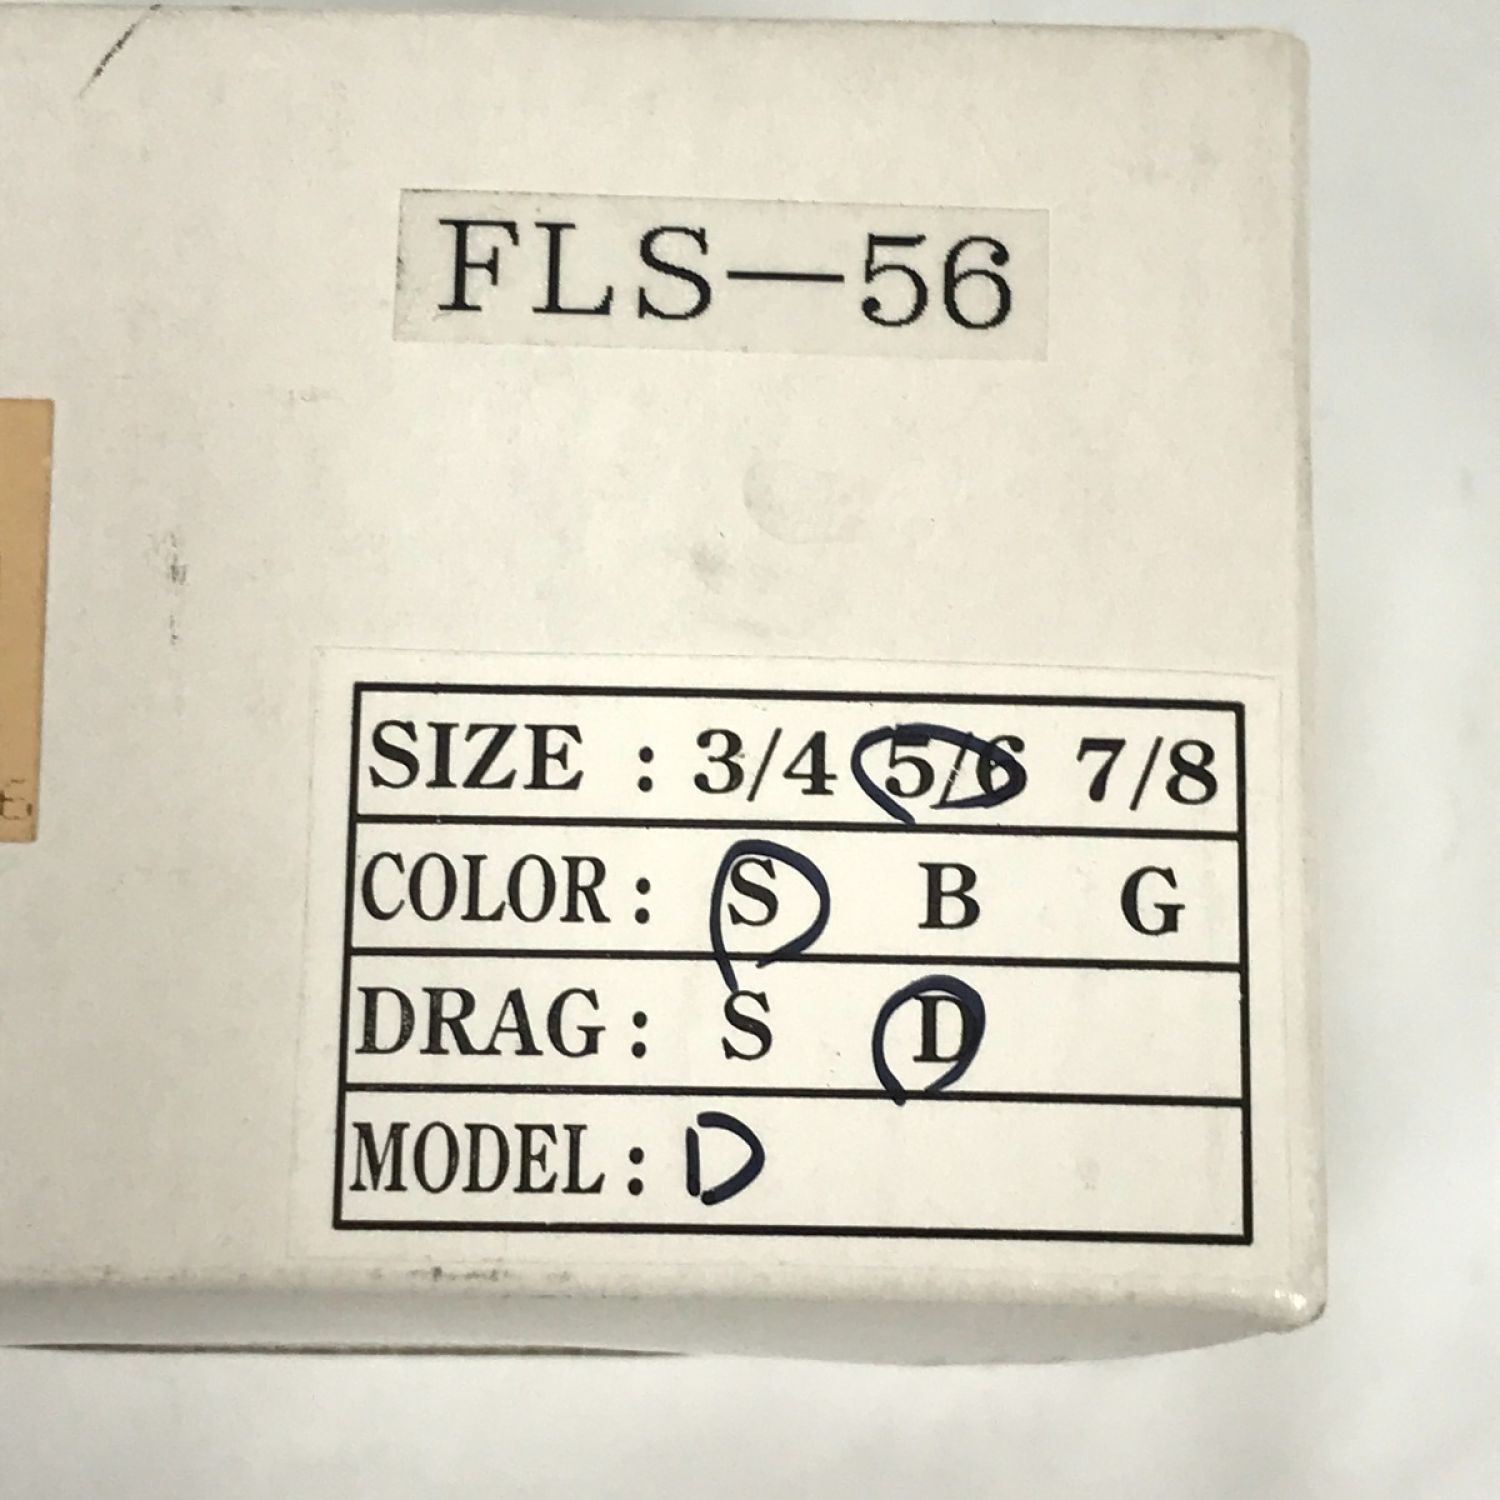 FLS—56
SIZE : 3/4 5/6 7/8
COLOR : S B G
DRAG : S D
MODEL : D